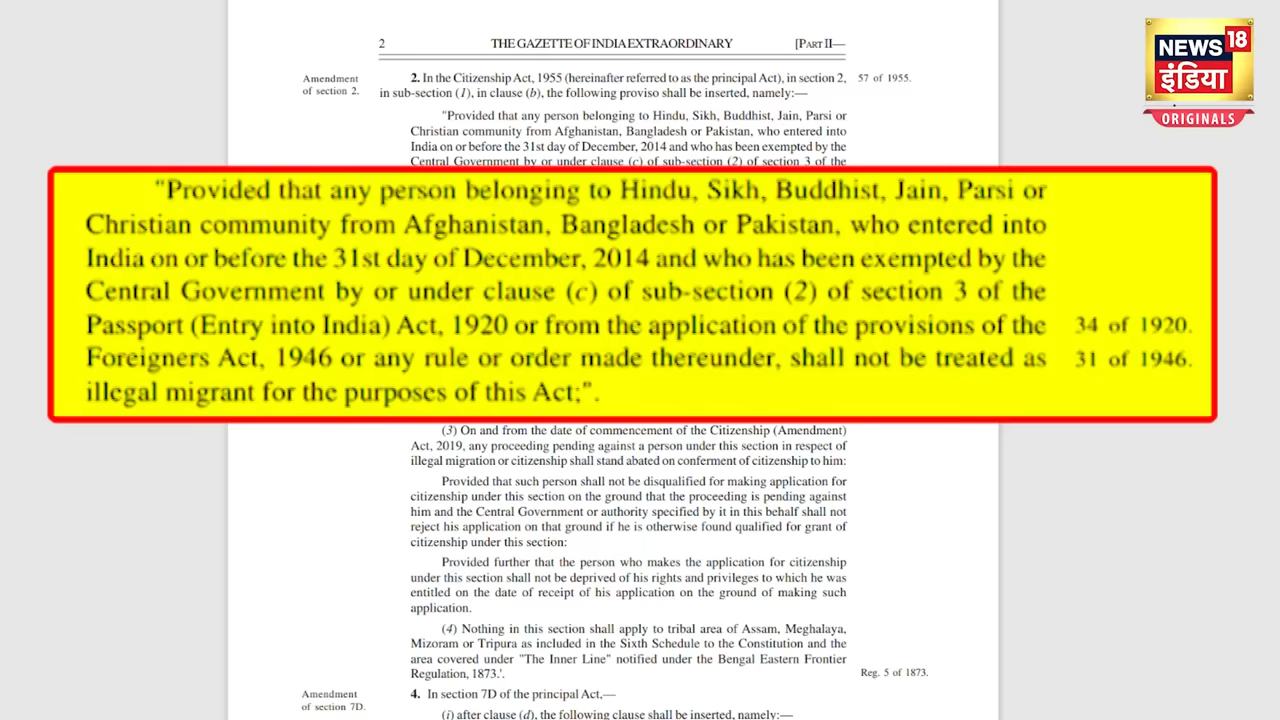 2
THE GAZETTE OF INDIA EXTRAORDINARY
[PART II—
NEWS 18
इंडिया
ORIGINALS
Amendment
of section 2.
2. In the Citizenship Act, 1955 (hereinafter referred to as the principal Act), in section 2,
in sub-section (1), in clause (b), the following proviso shall be inserted, namely:—
57 of 1955.
"Provided that any person belonging to Hindu, Sikh, Buddhist, Jain, Parsi or
Christian community from Afghanistan, Bangladesh or Pakistan, who entered into
India on or before the 31st day of December, 2014 and who has been exempted by the
Central Government by or under clause (c) of sub-section (2) of section 3 of the
"Provided that any person belonging to Hindu, Sikh, Buddhist, Jain, Parsi or
Christian community from Afghanistan, Bangladesh or Pakistan, who entered into
India on or before the 31st day of December, 2014 and who has been exempted by the
Central Government by or under clause (c) of sub-section (2) of section 3 of the
Passport (Entry into India) Act, 1920 or from the application of the provisions of the
34 of 1920.
Foreigners Act, 1946 or any rule or order made thereunder, shall not be treated as
31 of 1946.
illegal migrant for the purposes of this Act;".
(3) On and from the date of commencement of the Citizenship (Amendment)
Act, 2019, any proceeding pending against a person under this section in respect of
illegal migration or citizenship shall stand abated on conferment of citizenship to him:
Provided that such person shall not be disqualified for making application for
citizenship under this section on the ground that the proceeding is pending against
him and the Central Government or authority specified by it in this behalf shall not
reject his application on that ground if he is otherwise found qualified for grant of
citizenship under this section:
Provided further that the person who makes the application for citizenship
under this section shall not be deprived of his rights and privileges to which he was
entitled on the date of receipt of his application on the ground of making such
application.
(4) Nothing in this section shall apply to tribal area of Assam, Meghalaya,
Mizoram or Tripura as included in the Sixth Schedule to the Constitution and the
area covered under "The Inner Line" notified under the Bengal Eastern Frontier
Regulation, 1873.'.
Reg. 5 of 1873.
Amendment
of section 7D.
4. In section 7D of the principal Act,—
(i) after clause (d), the following clause shall be inserted, namely:—